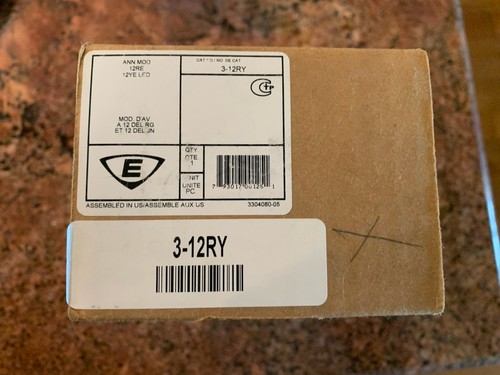 ANN MOD
12RE
12YE LED
MOD. D'AV
A 12 DEL RG
ET 12 DEL JN
CAT
NO DE CAT
3-12RY
E
QTY
QTE
1
UNIT
UNITE
PC
ASSEMBLED IN US/ASSEMBLE AUX US
3304080-05
3-12RY